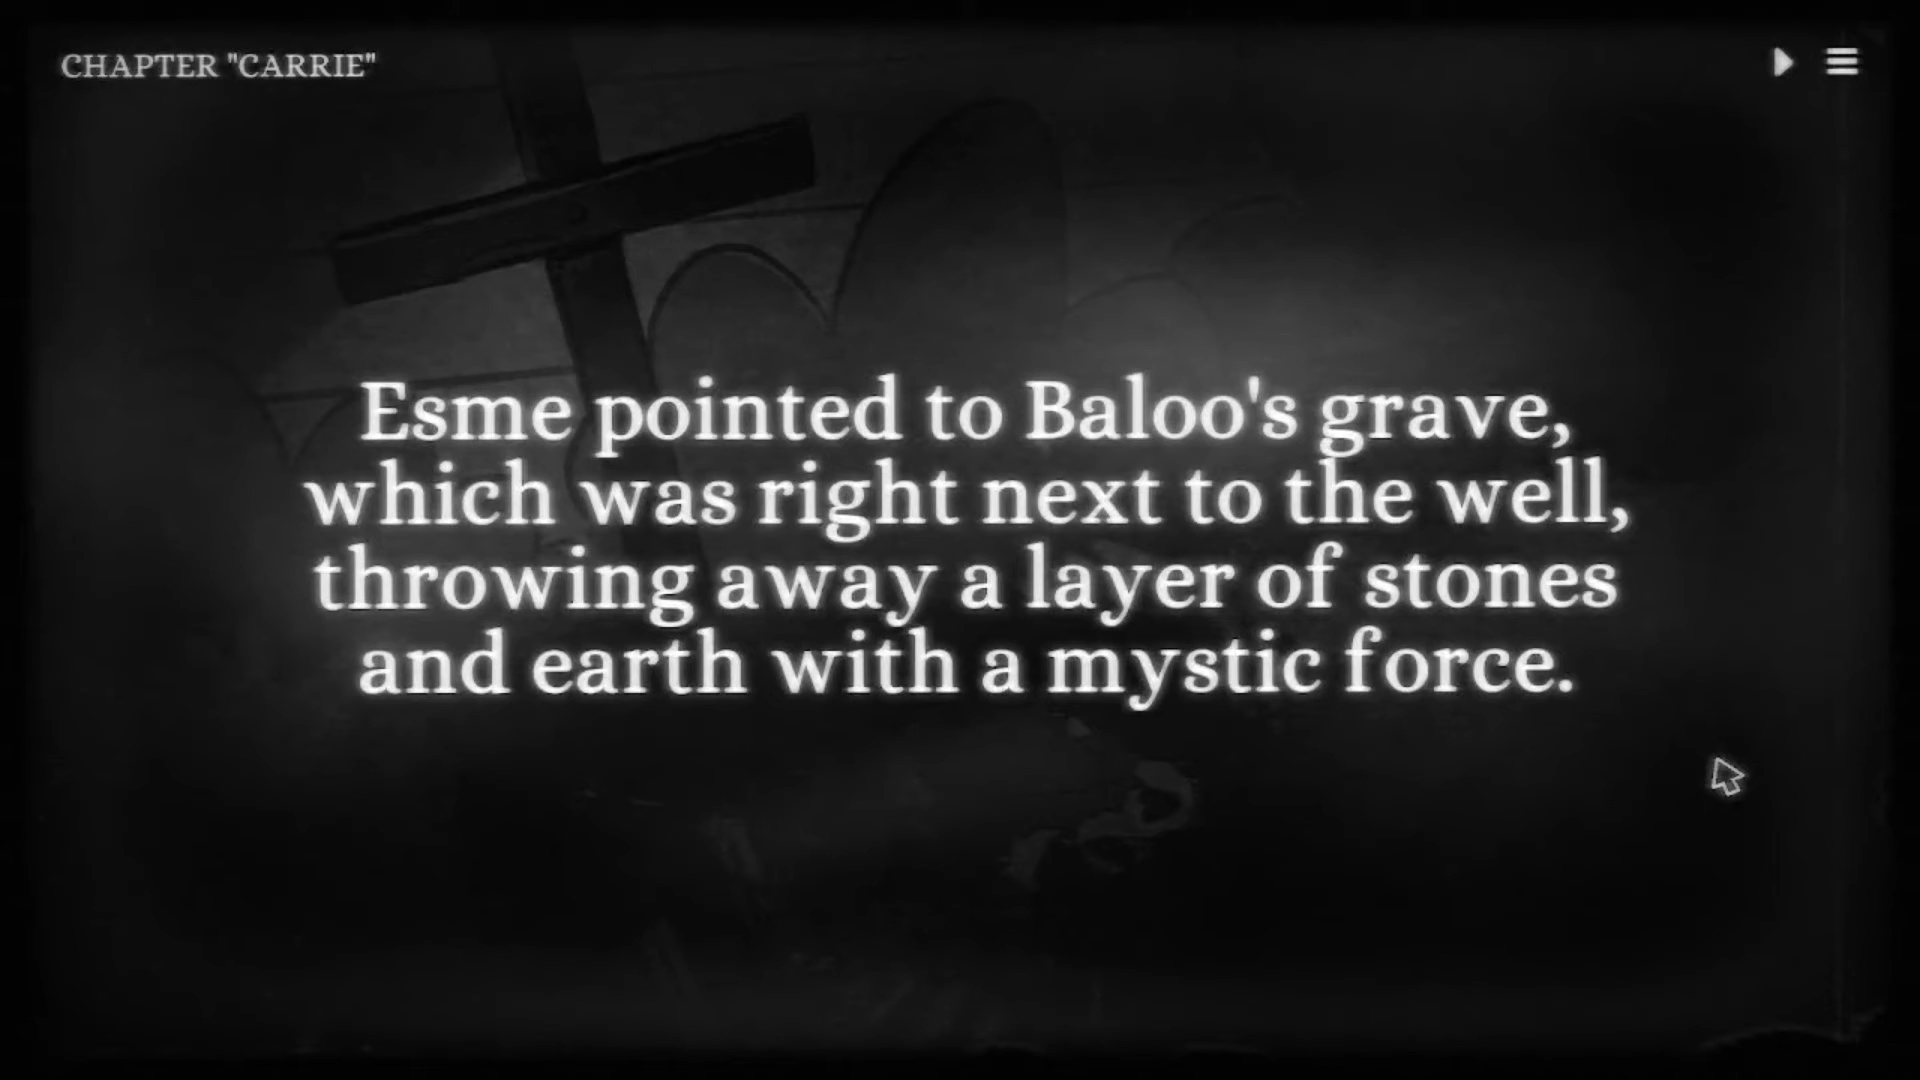 CHAPTER "CARRIE"
Esme pointed to Baloo's grave,
which was right next to the well,
throwing away a layer of stones
and earth with a mystic force.